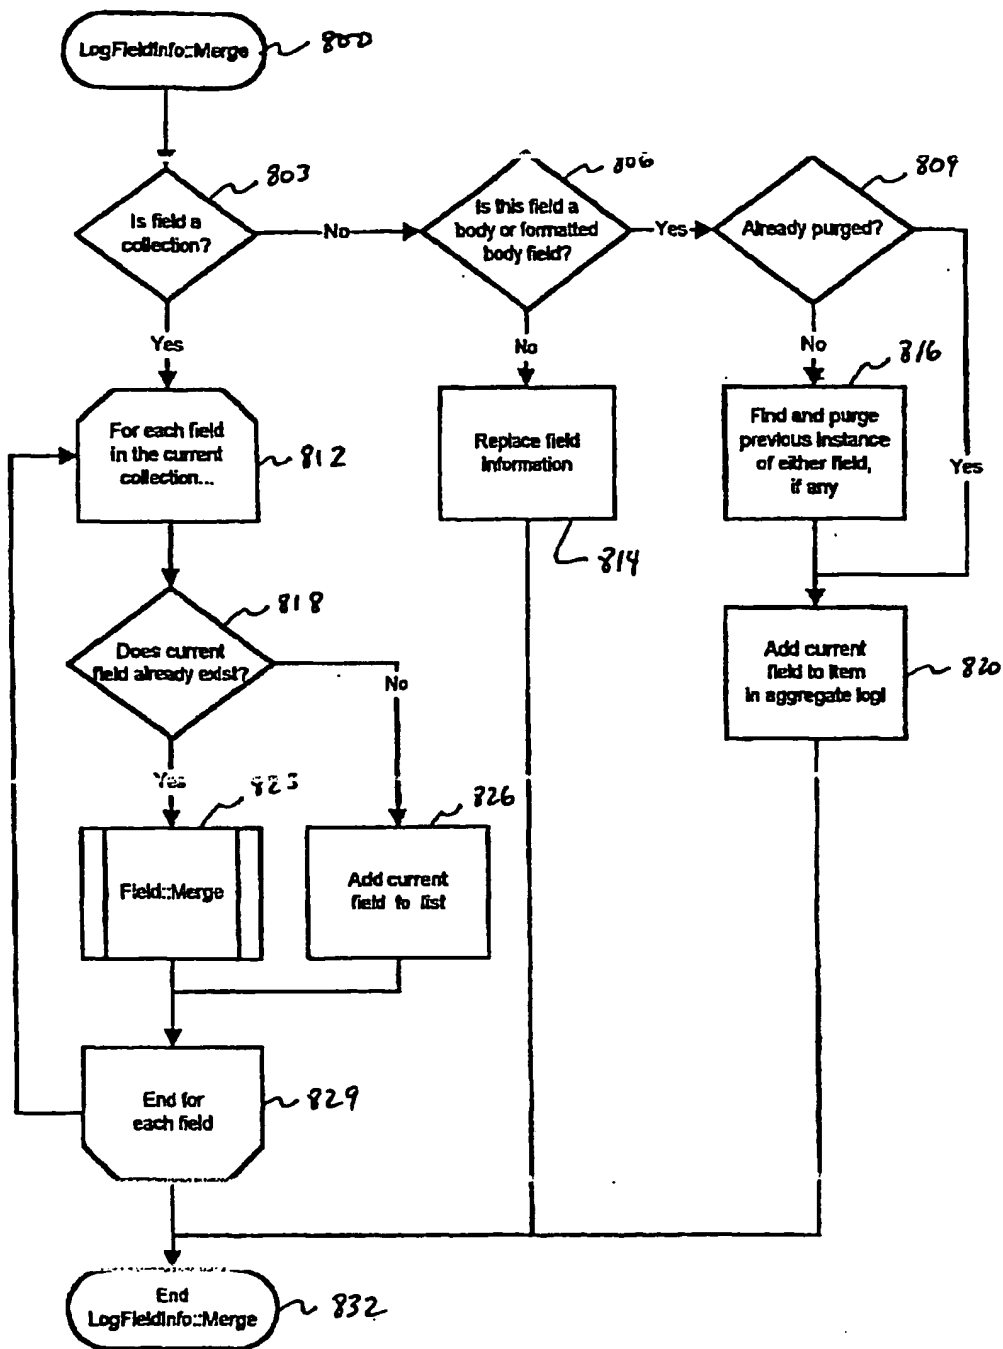 LogFieldInfo::Merge
800
803
Is field a
collection?
No
806
Is this field a
body or formatted
body field?
Yes
809
Already purged?
Yes
No
No
816
For each field
in the current
collection...
812
Replace field
information
814
Find and purge
previous instance
of either field,
if any
Yes
818
Does current
field already exist?
No
Add current
field to item
in aggregate logl
820
Yes
823
826
Field::Merge
Add current
field to list
End for
each field
829
End
LogFieldInfo::Merge
832